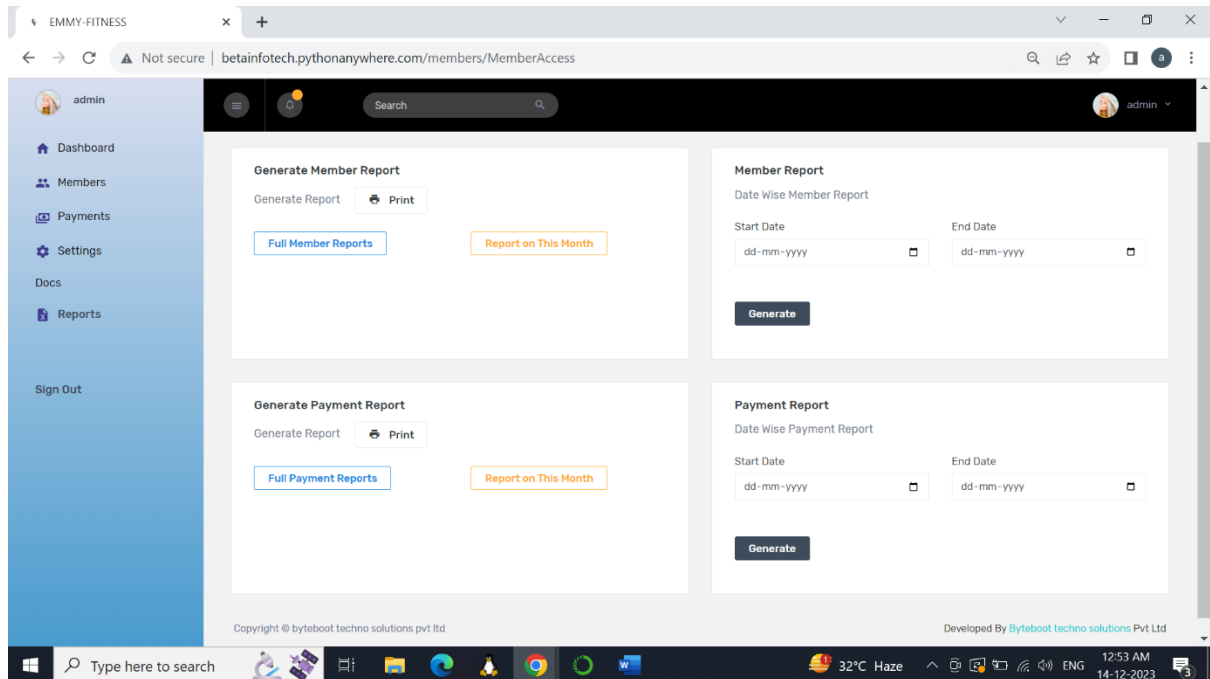 EMMY-FITNESS
Not secure | betainfotech.pythonanywhere.com/members/MemberAccess
a
admin
Search
admin
Dashboard
Members
Payments
Settings
Docs
Reports
Sign Out
Generate Member Report
Generate Report Print
Full Member Reports Report on This Month
Member Report
Date Wise Member Report
Start Date End Date
dd-mm-yyyy dd-mm-yyyy
Generate
Generate Payment Report
Generate Report Print
Full Payment Reports Report on This Month
Payment Report
Date Wise Payment Report
Start Date End Date
dd-mm-yyyy dd-mm-yyyy
Generate
Copyright © byteboot techno solutions pvt ltd
Developed By Byteboot techno solutions Pvt Ltd
Type here to search
W
32°C Haze
ENG
12:53 AM
14-12-2023
3